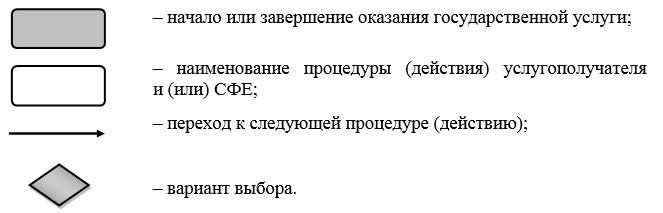 – начало или завершение оказания государственной услуги;
– наименование процедуры (действия) услугополучателя
и (или) СФЕ;
– переход к следующей процедуре (действию);
– вариант выбора.